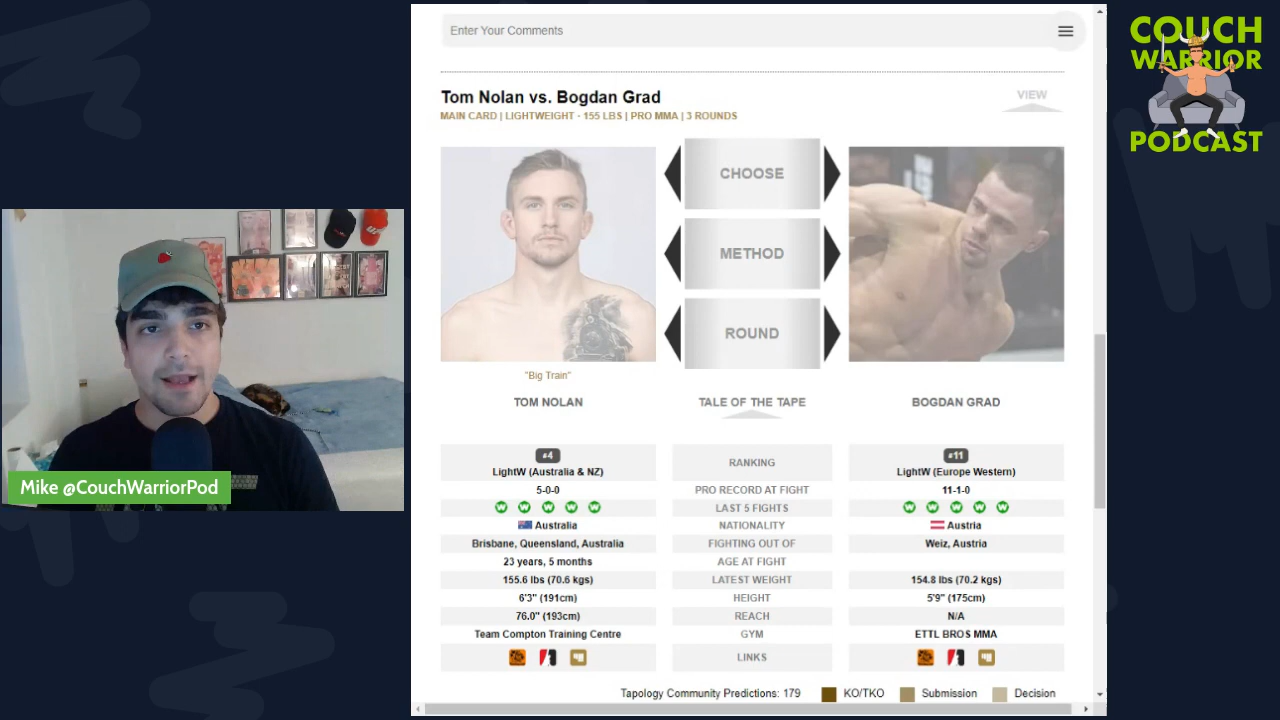 Enter Your Comments
COUCH
WARRIOR
PODCAST
Tom Nolan vs. Bogdan Grad
VIEW
MAIN CARD | LIGHTWEIGHT - 155 LBS | PRO MMA | 3 ROUNDS
CHOOSE
METHOD
ROUND
"Big Train"
TOM NOLAN TALE OF THE TAPE BOGDAN GRAD
#4 #11
LightW (Australia & NZ) RANKING LightW (Europe Western)
5-0-0 PRO RECORD AT FIGHT 11-1-0
W W W W W LAST 5 FIGHTS W W W W W
Australia NATIONALITY Austria
Brisbane, Queensland, Australia FIGHTING OUT OF Weiz, Austria
23 years, 5 months AGE AT FIGHT
155.6 lbs (70.6 kgs) LATEST WEIGHT 154.8 lbs (70.2 kgs)
6'3" (191cm) HEIGHT 5'9" (175cm)
76.0" (193cm) REACH N/A
Team Compton Training Centre GYM ETTL BROS MMA
LINKS
Tapology Community Predictions: 179 KO/TKO Submission Decision
Mike @CouchWarriorPod